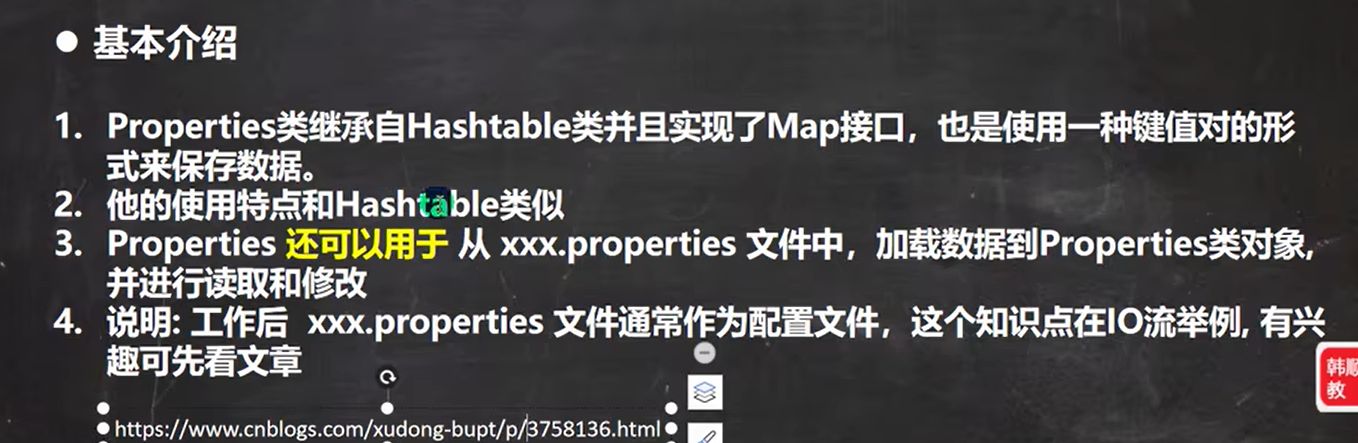 ● 基本介绍
1. Properties类继承自Hashtable类并且实现了Map接口，也是使用一种键值对的形
式来保存数据。
2. 他的使用特点和Hashtable类似
3. Properties 还可以用于 从 xxx.properties 文件中，加载数据到Properties类对象,
并进行读取和修改
4. 说明: 工作后 xxx.properties 文件通常作为配置文件，这个知识点在IO流举例, 有兴
趣可先看文章
https://www.cnblogs.com/xudong-bupt/p/3758136.html
韩顺
教